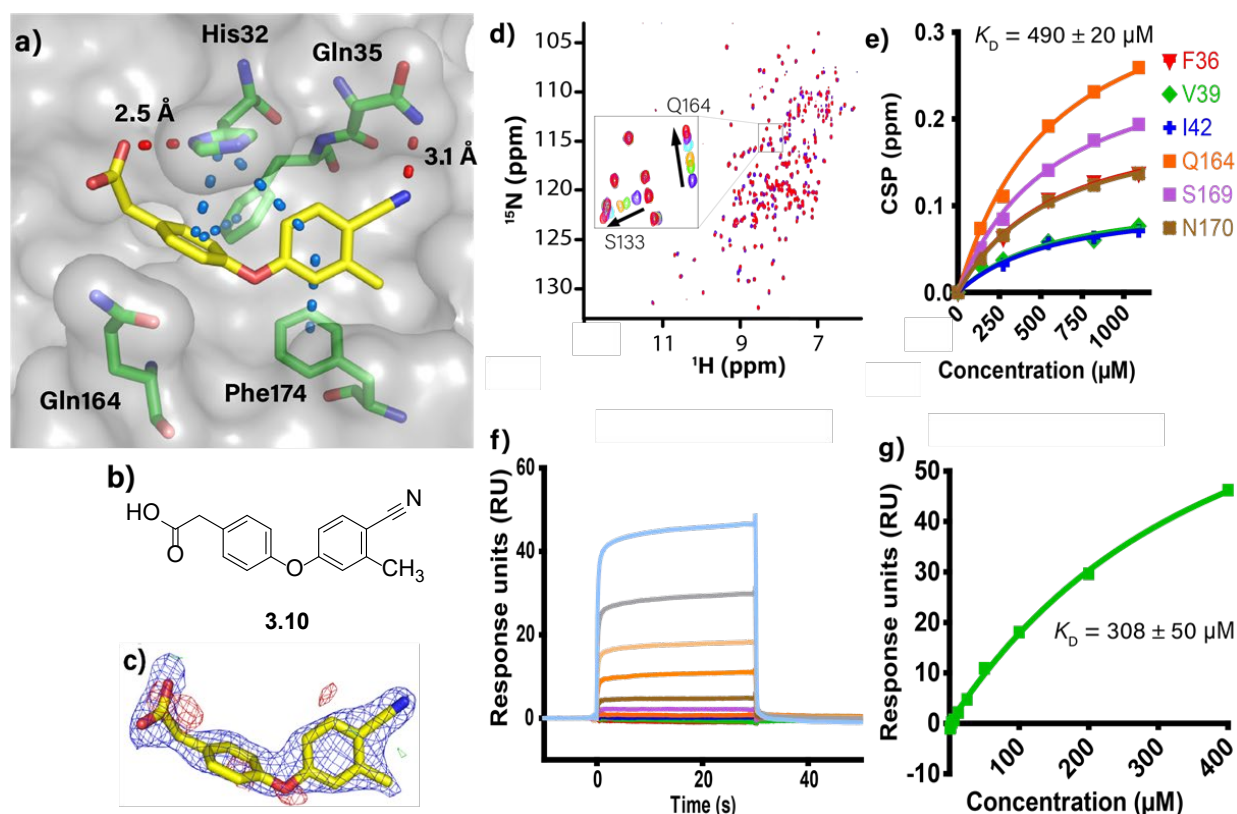 a)
His32
Gln35
2.5 Å
3.1 Å
Gln164
Phe174
b)
HO
O
O
N
CH3
3.10
c)
d)
105
110
115
120
125
130
15N (ppm)
Q164
S133
11
9
7
1H (ppm)
e)
0.3
0.2
0.1
0.0
CSP (ppm)
KD = 490 ± 20 µM
F36
V39
I42
Q164
S169
N170
0
250
500
750
1000
Concentration (µM)
f)
60
40
20
0
Response units (RU)
0
20
40
Time (s)
g)
50
40
30
20
10
0
-10
Response units (RU)
KD = 308 ± 50 µM
100
200
300
400
Concentration (µM)